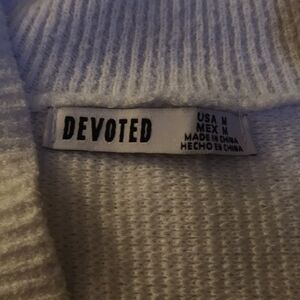 DEVOTED
USA M
MEX M
MADE IN CHINA
HECHO EN CHINA